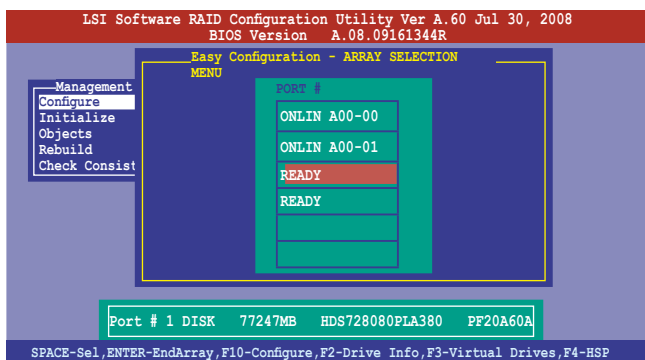 LSI Software RAID Configuration Utility Ver A.60 Jul 30, 2008
BIOS Version A.08.09161344R
Easy Configuration - ARRAY SELECTION MENU
Management
Configure
Initialize
Objects
Rebuild
Check Consist
PORT #
ONLIN A00-00
ONLIN A00-01
READY
READY
Port # 1 DISK 77247MB HDS728080PLA380 PF20A60A
SPACE-Sel,ENTER-EndArray,F10-Configure,F2-Drive Info,F3-Virtual Drives,F4-HSP